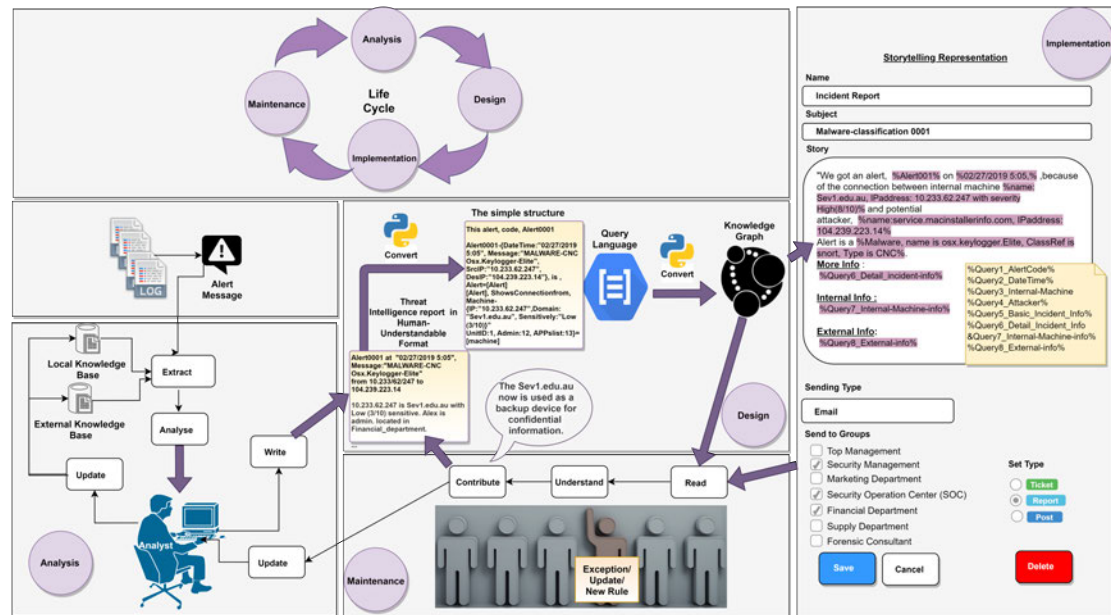 Analysis
Life
Cycle
Maintenance
Design
Implementation
LOG
Alert
Message
Local Knowledge
Base
External Knowledge
Base
Extract
Analyse
Update
Write
Analyst
Update
Analysis
Convert
The simple structure
This alert, code, Alert0001
Alert0001-{DateTime:"02/27/2019
5:05", Message:"MALWARE-CNC
Osx.Keylogger-Elite",
SrcIP:"10.233.62.247",
DesIP:"104.239.223.14"}, is ,
Alert=[Alert]
[Alert], ShowsConnectionfrom,
Machine-
{IP:"10.233.62.247",Domain:
"Sev1.edu.au", Sensitively:"Low
(3/10)}"
UnitID:1, Admin:12, APPslist:13}=
[machine]
Query
Language
Convert
Knowledge
Graph
Threat
Intelligence report in
Human-
Understandable
Format
Alert0001 at "02/27/2019 5:05",
Message:"MALWARE-CNC
Osx.Keylogger-Elite"
from 10.233/62/247 to
104.239.223.14
10.233.62.247 is Sev1.edu.au with
Low (3/10) sensitive. Alex is
admin. located in
Financial_department.
...
The Sev1.edu.au
now is used as a
backup device for
confidential
information.
Design
Contribute
Understand
Read
Exception/
Update/
New Rule
Maintenance
Implementation
Storytelling Representation
Name
Incident Report
Subject
Malware-classification 0001
Story
"We got an alert, %Alert001% on %02/27/2019 5:05,% ,because
of the connection between internal machine %name:
Sev1.edu.au, IPaddress: 10.233.62.247 with severity
High(8/10)% and potential
attacker, %name:service.macinstallerinfo.com, IPaddress:
104.239.223.14%
Alert is a %Malware, name is osx.keylogger.Elite, ClassRef is
snort, Type is CNC%.
More Info :
%Query6_Detail_incident-info%
Internal Info :
%Query7_Internal-Machine-info%
External Info:
%Query8_External-info%
%Query1_AlertCode%
%Query2_DateTime%
%Query3_Internal-Machine
%Query4_Attacker%
%Query5_Basic_Incident_Info%
%Query6_Detail_Incident_Info
&Query7_Internal-Machine-info%
%Query8_External-info%
Sending Type
Email
Send to Groups
Top Management
Security Management
Marketing Department
Security Operation Center (SOC)
Financial Department
Supply Department
Forensic Consultant
Set Type
Ticket
Report
Post
Save
Cancel
Delete